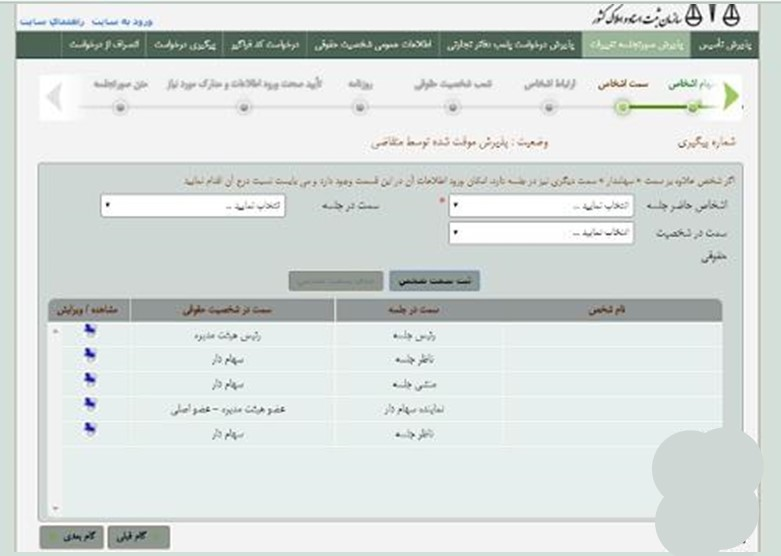 سازمان ثبت اسناد و املاک کشور
ورود به سایت راهنمای سایت
پذیرش تأسیس پذیرش صورتجلسه تغییرات پذیرش درخواست پلمب دفاتر تجارتی اطلاعات عمومی شخصیت حقوقی درخواست کد فراگیر پیگیری درخواست انصراف از درخواست
سهام اشخاص سمت اشخاص ارتباط اشخاص شعب شخصیت حقوقی روزنامه تأیید صحت ورود اطلاعات و مدارک مورد نیاز متن صورتجلسه
شماره پیگیری وضعیت : پذیرش موقت شده توسط متقاضی
اگر شخص علاوه بر سمت « سهامدار » سمت دیگری نیز در جلسه دارد، امکان ورود اطلاعات آن در این قسمت وجود دارد و می بایست نسبت درج آن اقدام نمایید
اشخاص حاضر جلسه انتخاب نمایید ... * سمت در جلسه انتخاب نمایید ...
سمت در شخصیت انتخاب نمایید ...
حقوقی
ثبت سمت شخص
نام شخص سمت در جلسه سمت در شخصیت حقوقی مشاهده / ویرایش
رئیس جلسه رئیس هیئت مدیره
ناظر جلسه سهام دار
منشی جلسه سهام دار
نماینده سهام دار عضو هیئت مدیره - عضو اصلی
ناظر جلسه سهام دار
گام قبلی گام بعدی